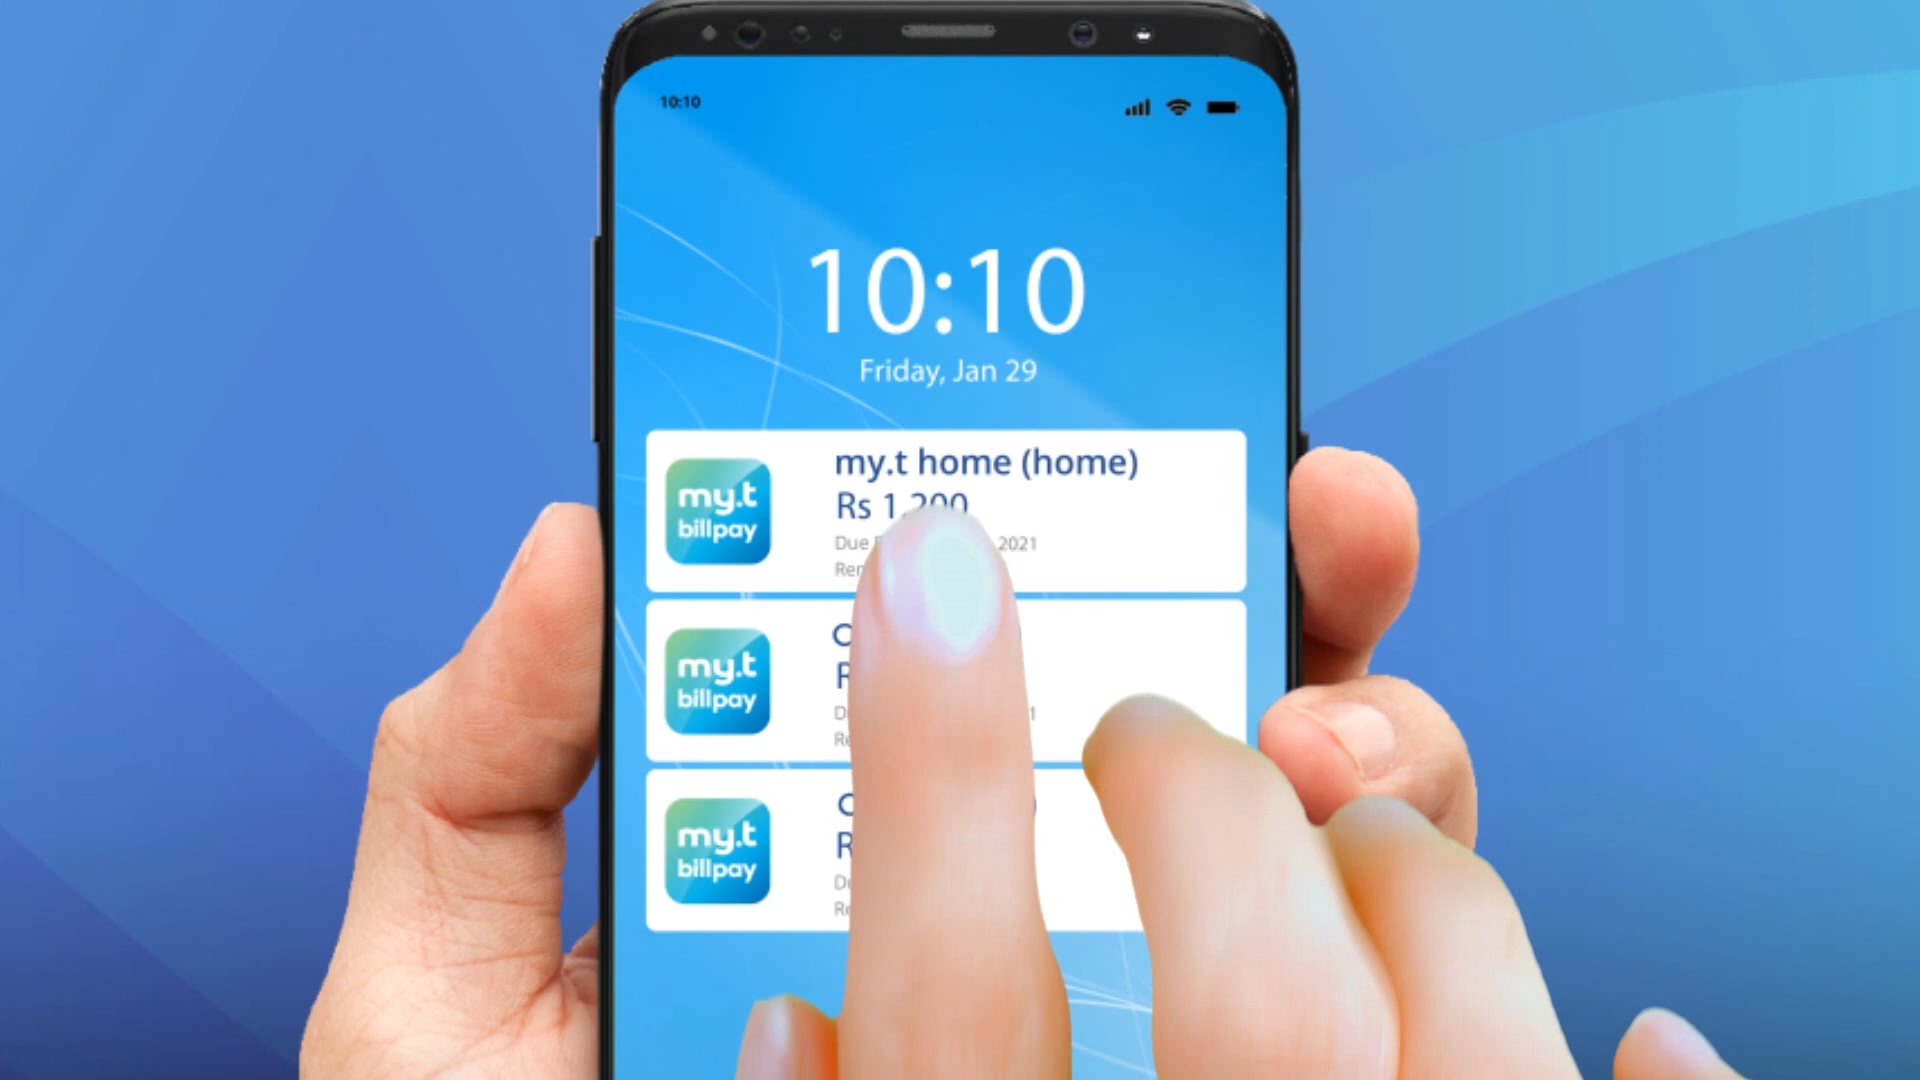 10:10
10:10
Friday, Jan 29
my.t
billpay
my.t home (home)
Rs 1,200
Due 2021
my.t
billpay
my.t
billpay